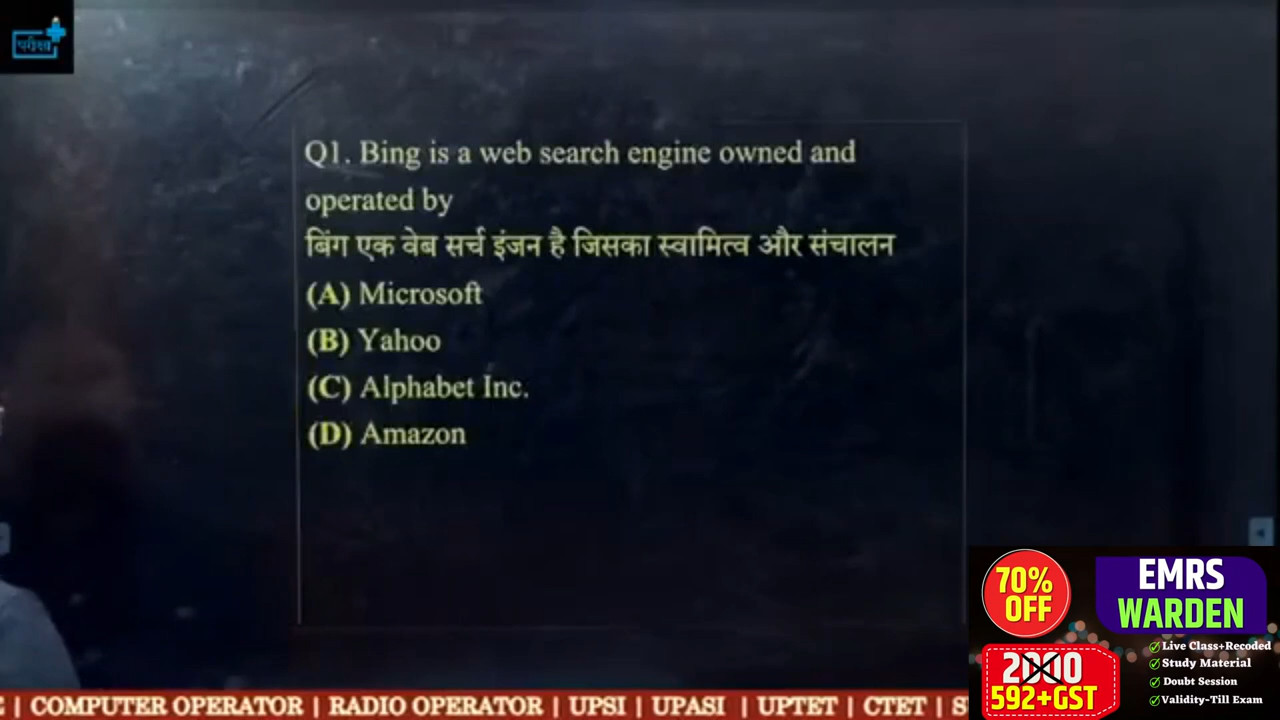 परीक्षा
Q1. Bing is a web search engine owned and
operated by
बिंग एक वेब सर्च इंजन है जिसका स्वामित्व और संचालन
(A) Microsoft
(B) Yahoo
(C) Alphabet Inc.
(D) Amazon
70%
OFF
EMRS
WARDEN
2000
592+GST
Live Class+Recoded
Study Material
Doubt Session
Validity-Till Exam
| COMPUTER OPERATOR | RADIO OPERATOR | UPSI | UPASI | UPTET | CTET |